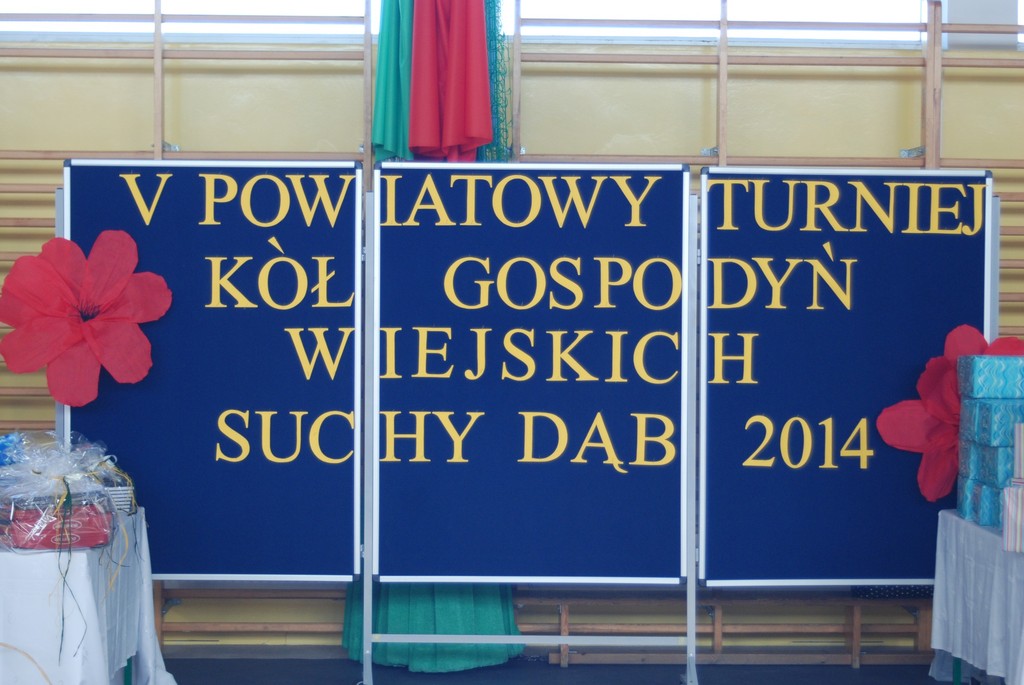 V POWIATOWY TURNIEJ
KÒŁ GOSPODYŃ
WIEJSKICH
SUCHY DĄB 2014